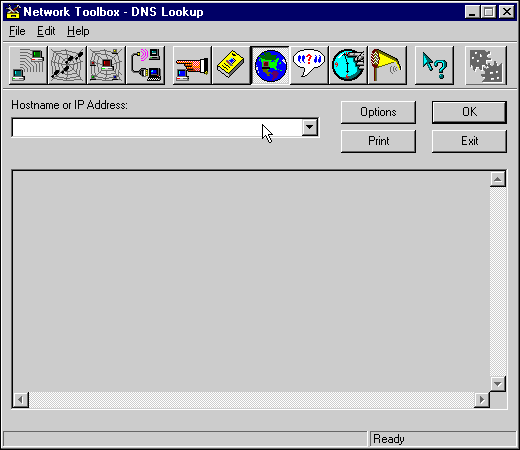 Network Toolbox - DNS Lookup
File Edit Help
"?"
?
Hostname or IP Address:
Options OK
Print Exit
Ready